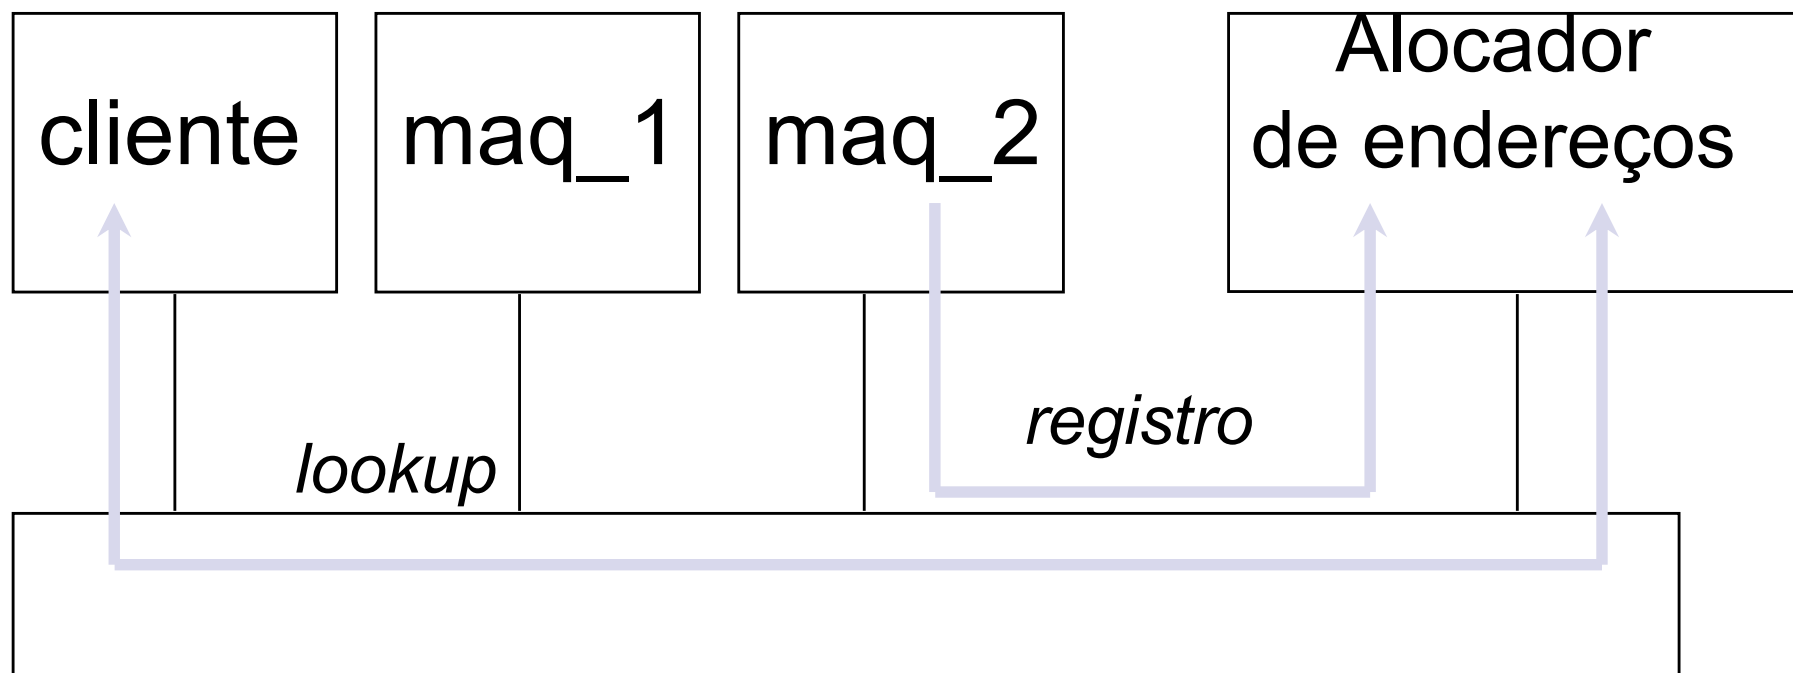 cliente
maq_1
maq_2
Alocador
de endereços
registro
lookup